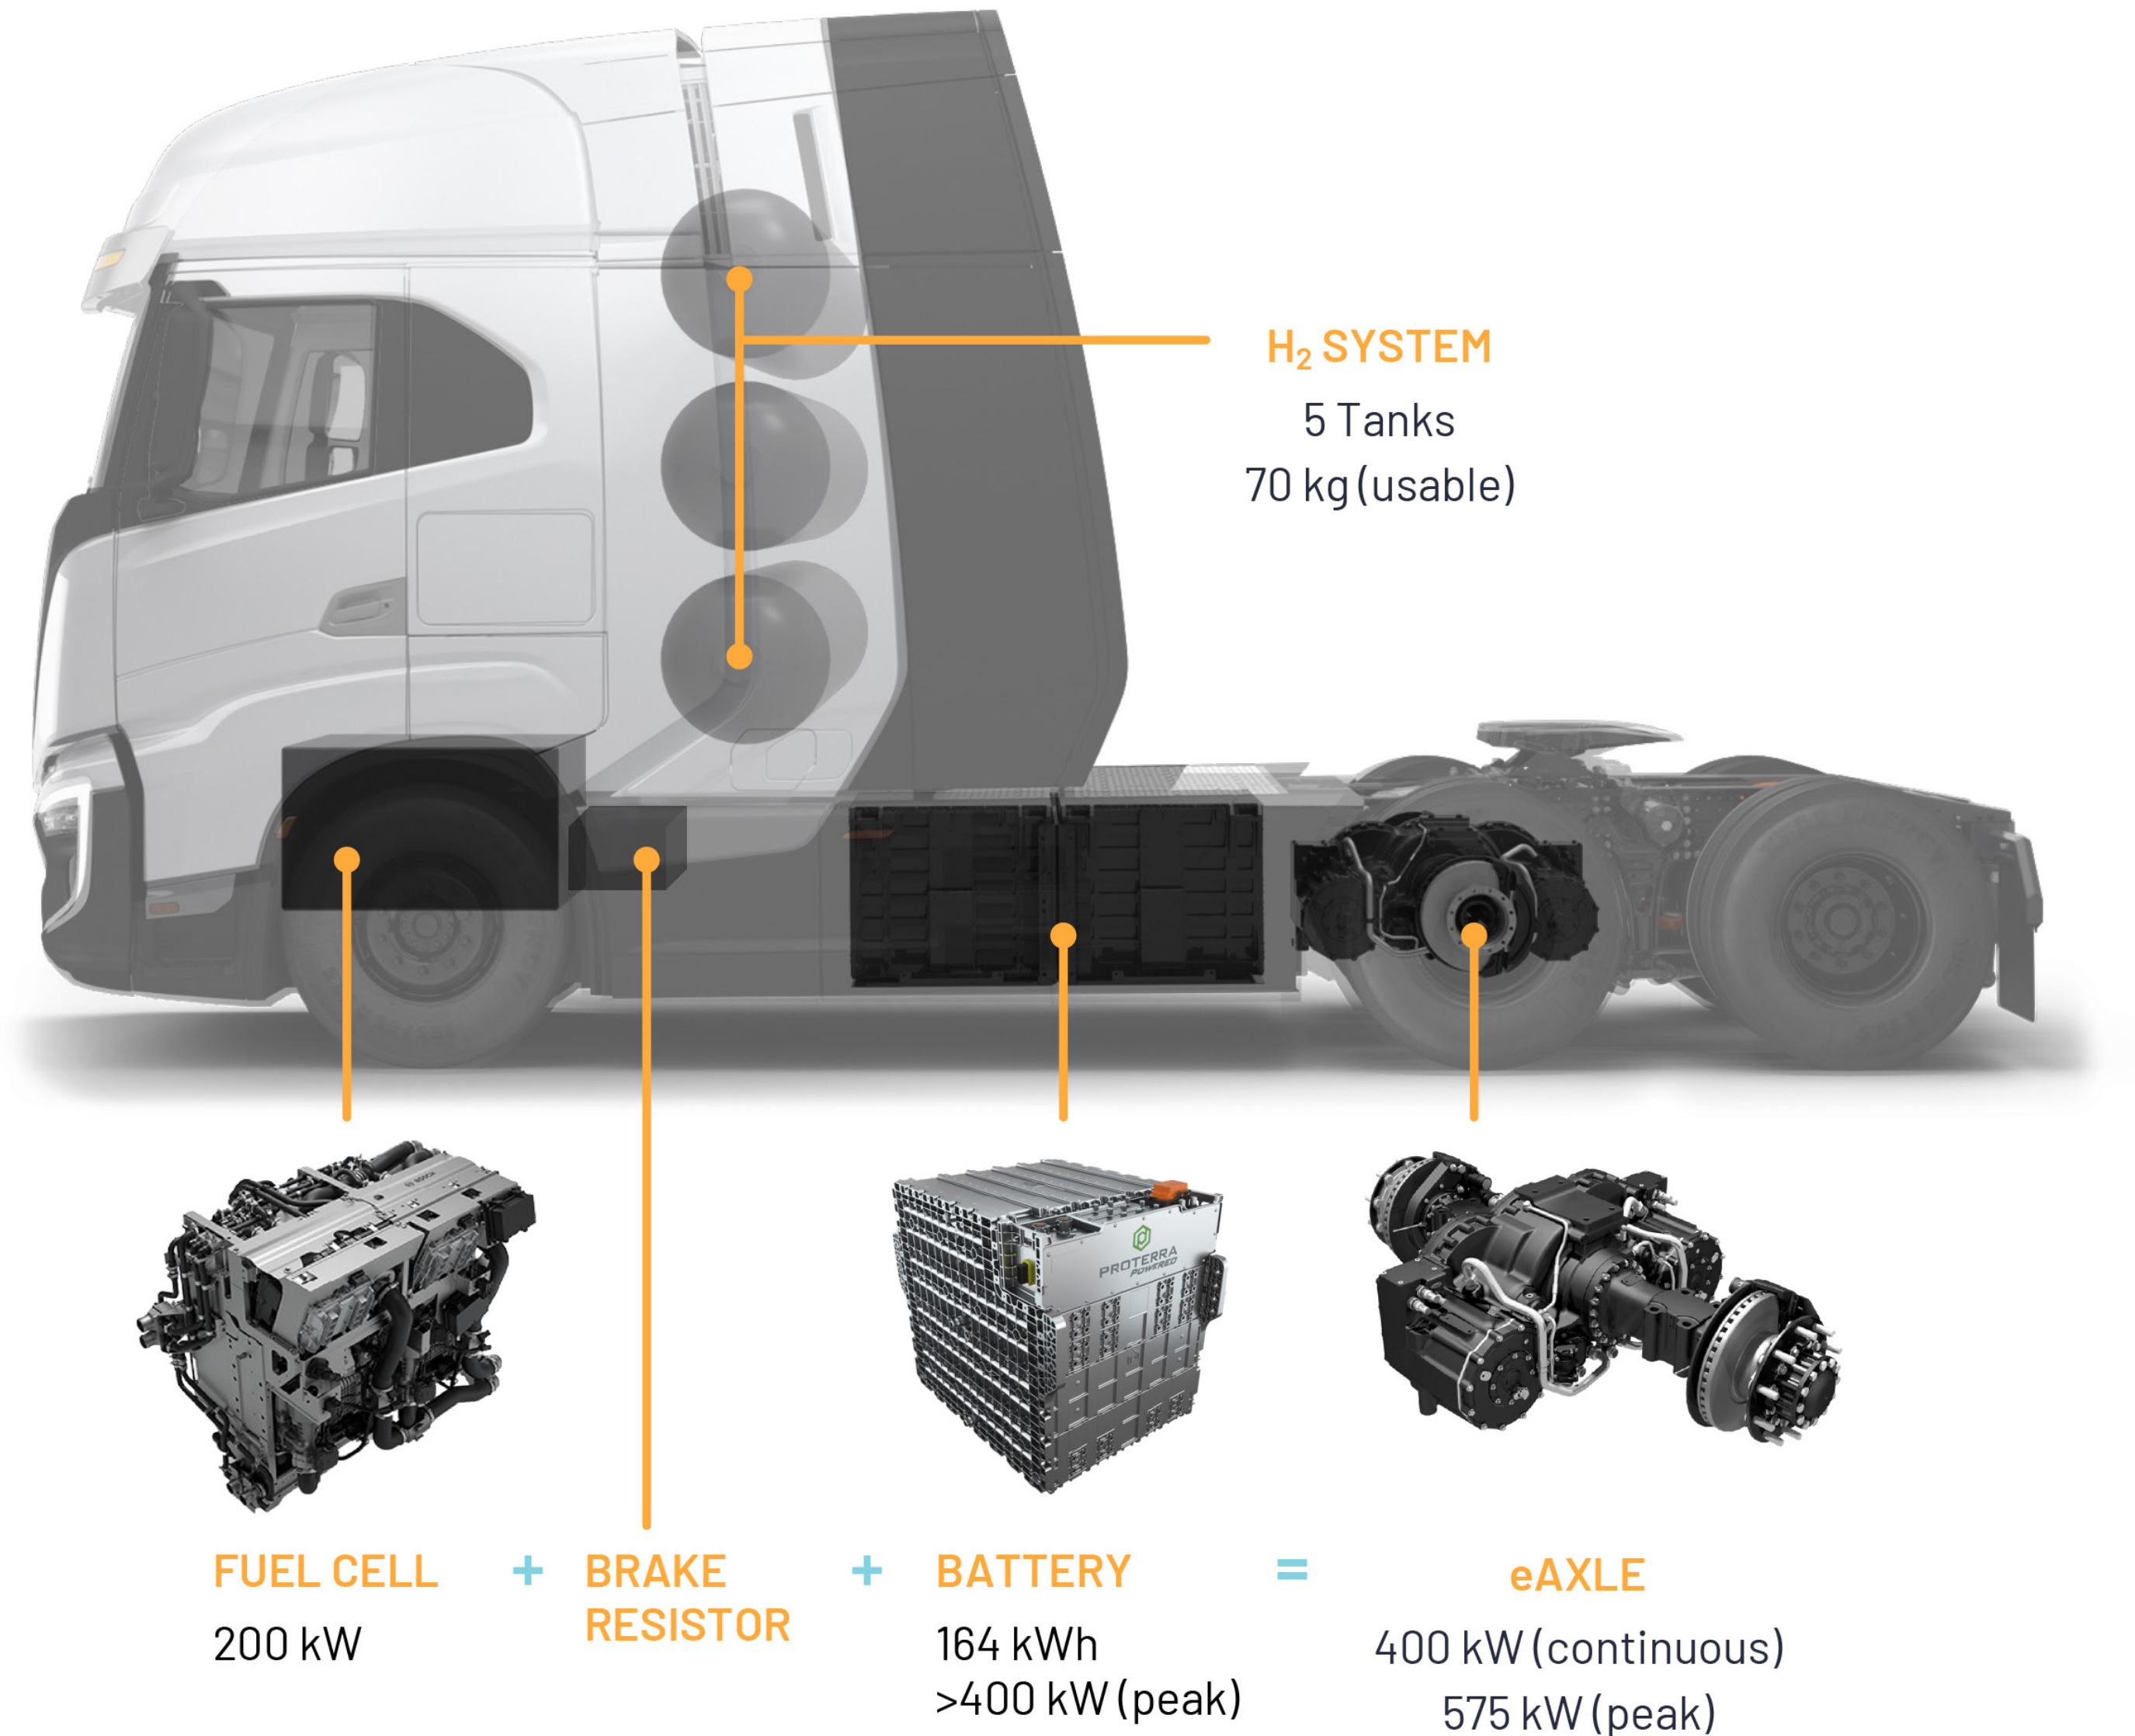 H₂ SYSTEM
5 Tanks
70 kg (usable)
BOSCH
PROTERRA
POWERED
FUEL CELL + BRAKE RESISTOR + BATTERY = eAXLE
200 kW
164 kWh
>400 kW (peak)
400 kW (continuous)
575 kW (peak)